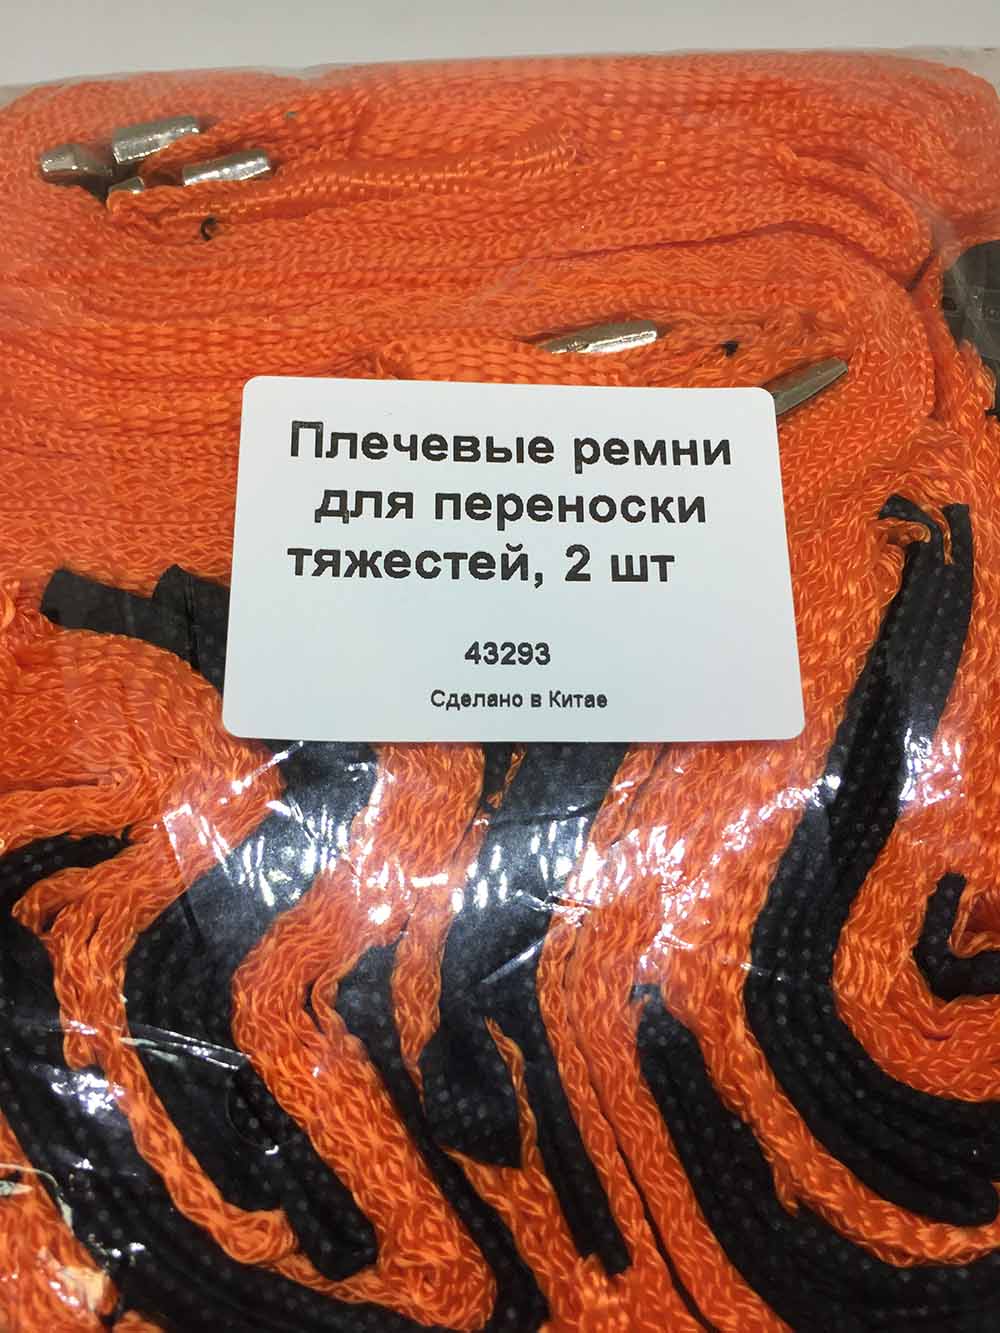 Плечевые ремни
для переноски
тяжестей, 2 шт
43293
Сделано в Китае